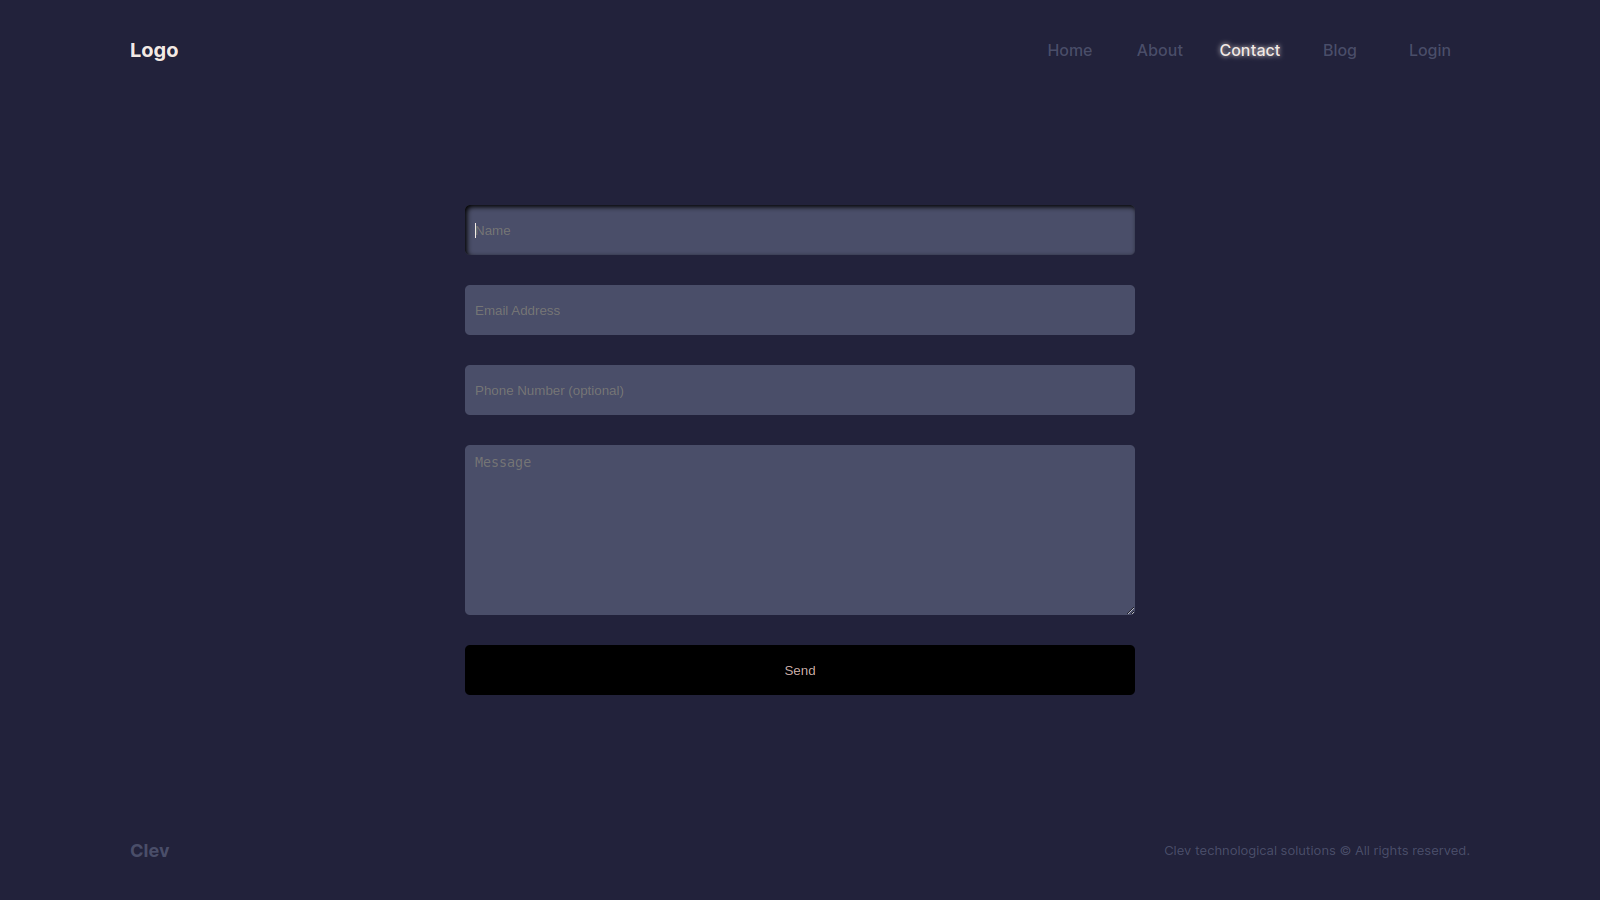 Logo
Home About Contact Blog Login
Name
Email Address
Phone Number (optional)
Message
Send
Clev
Clev technological solutions © All rights reserved.